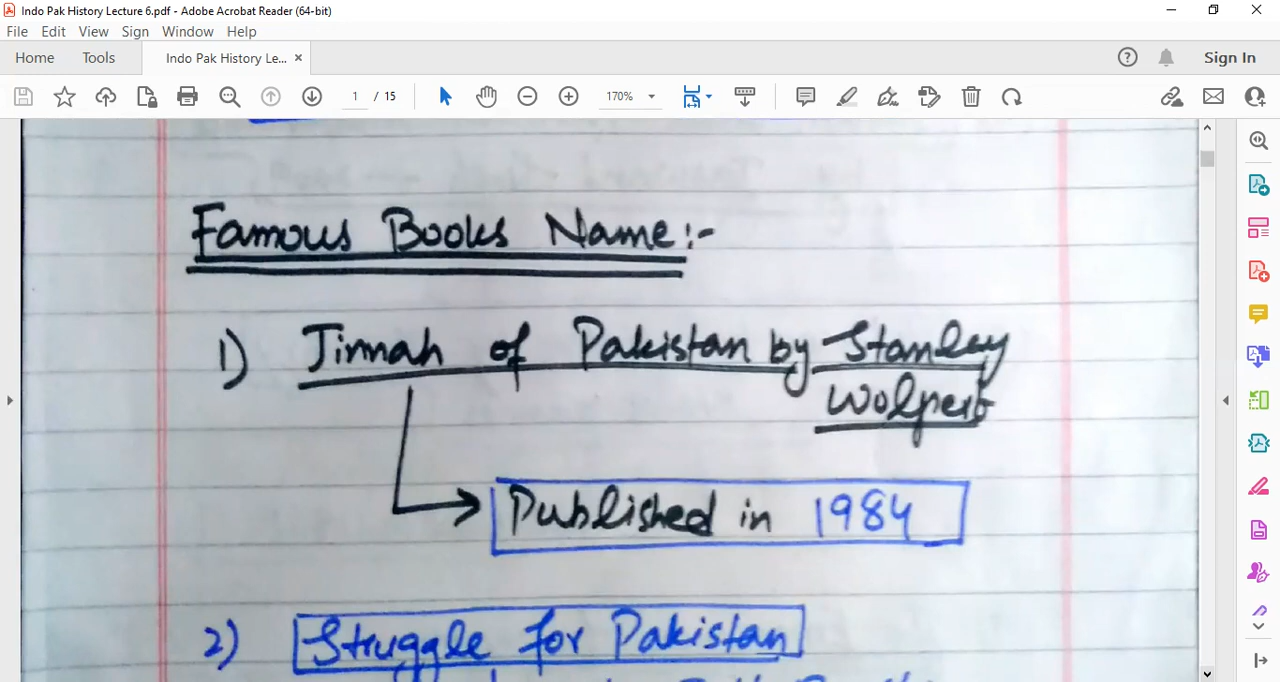 Indo Pak History Lecture 6.pdf - Adobe Acrobat Reader (64-bit)
File Edit View Sign Window Help
Home Tools Indo Pak History Le... × Sign In
1 / 15 170%
Famous Books Name:-
1) Jinnah of Pakistan by Stanley
Wolpert
Published in 1984
2) Struggle for Pakistan